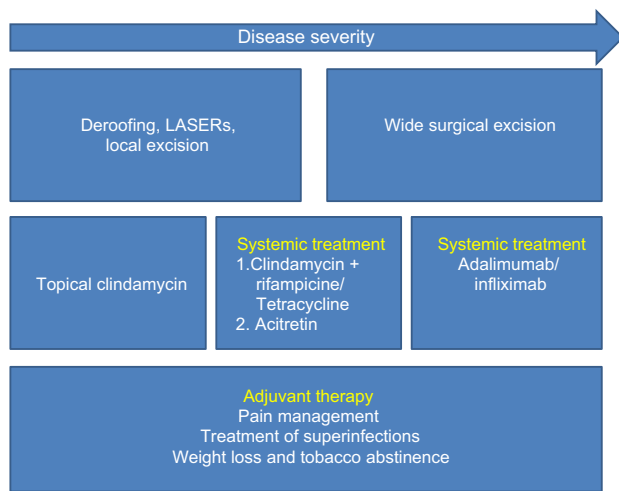 Disease severity
Deroofing, LASERs,
local excision
Wide surgical excision
Topical clindamycin
Systemic treatment
1.Clindamycin +
rifampicine/
Tetracycline
2. Acitretin
Systemic treatment
Adalimumab/
infliximab
Adjuvant therapy
Pain management
Treatment of superinfections
Weight loss and tobacco abstinence